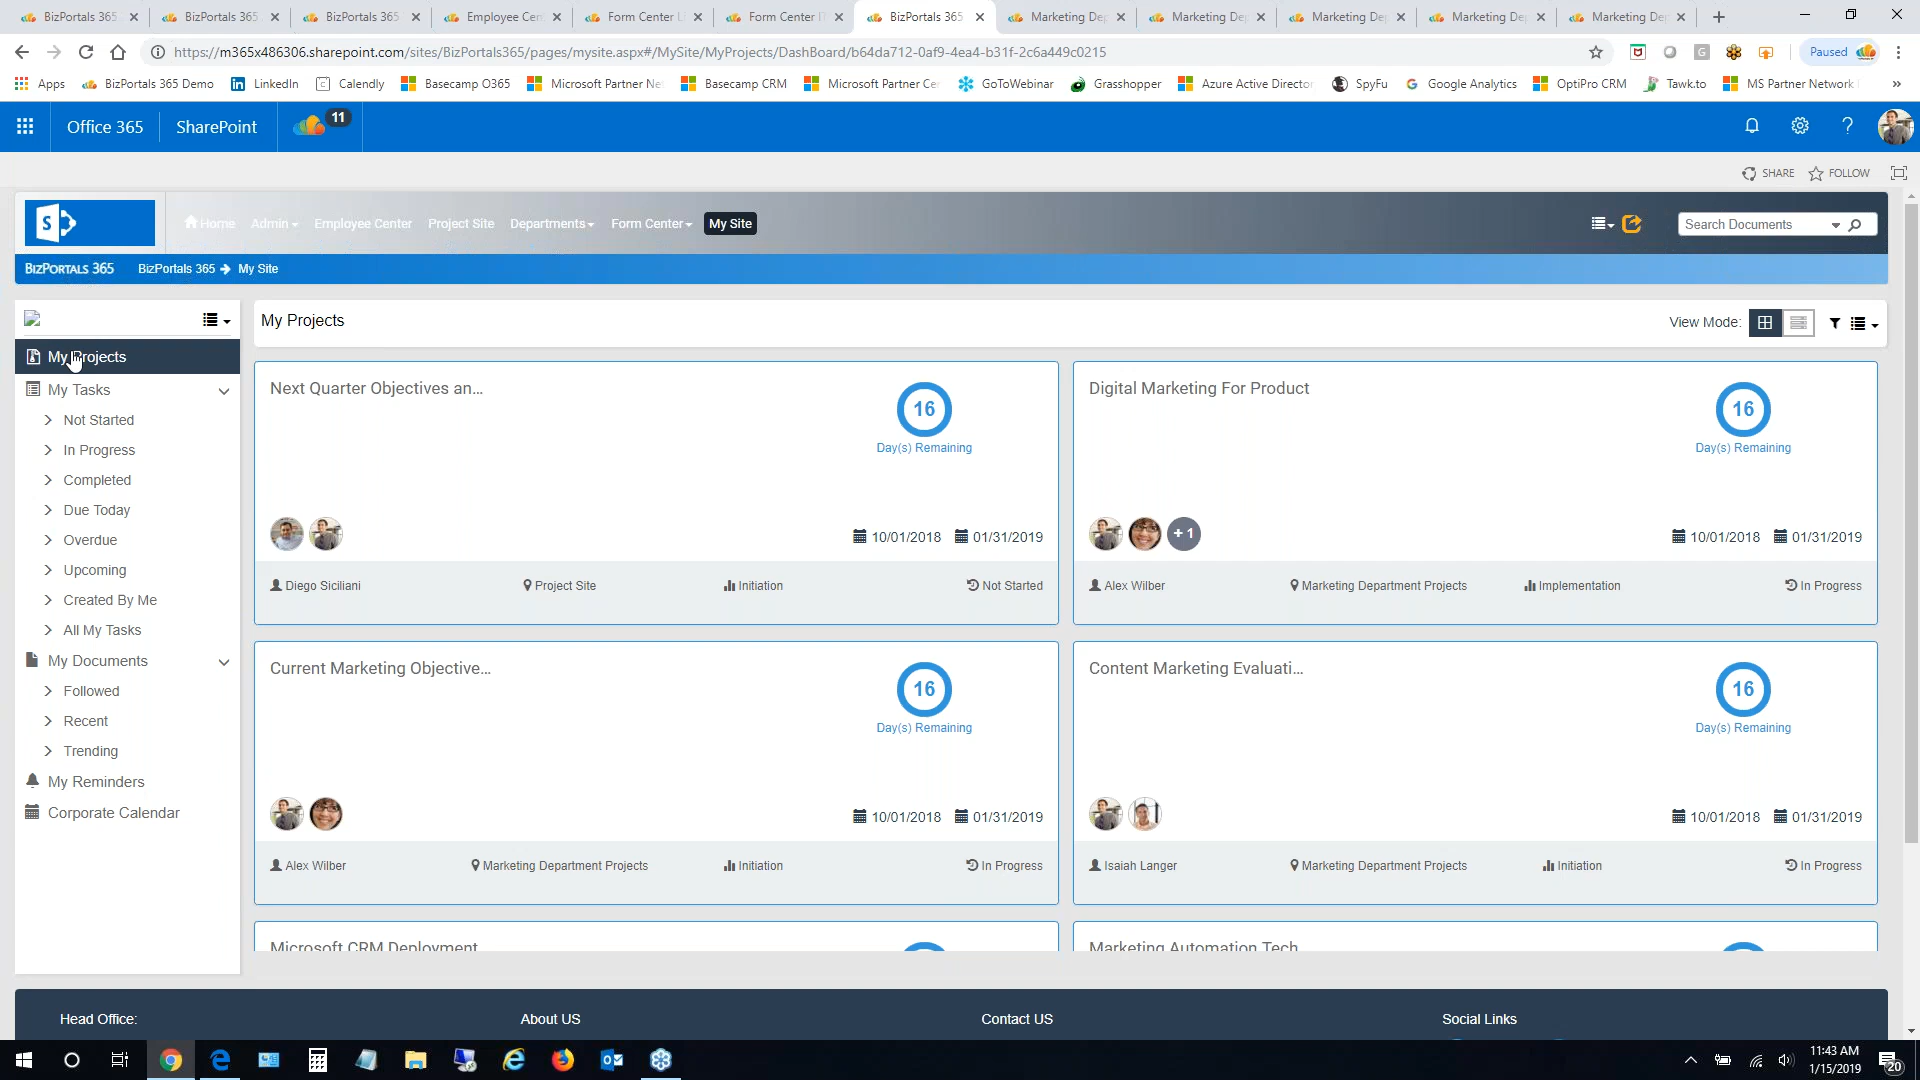 BizPortals 365
BizPortals 365
BizPortals 365
Employee Cen
Form Center
Form Center
BizPortals 365
Marketing De
Marketing De
Marketing De
Marketing De
Marketing De
https://m365x486306.sharepoint.com/sites/BizPortals365/pages/mysite.aspx#/MySite/MyProjects/DashBoard/b64da712-0af9-4ea4-b31f-2c6a449c0215
G
Paused
Apps
BizPortals 365 Demo
LinkedIn
Calendly
Basecamp O365
Microsoft Partner Ne
Basecamp CRM
Microsoft Partner Ce
GoToWebinar
Grasshopper
Azure Active Director
SpyFu
Google Analytics
OptiPro CRM
Tawk.to
MS Partner Network
»
Office 365
SharePoint
11
?
SHARE
FOLLOW
S
Home
Admin
Employee Center
Project Site
Departments
Form Center
My Site
Search Documents
BIZPORTALS 365
BizPortals 365
My Site
My Projects
My Tasks
Not Started
In Progress
Completed
Due Today
Overdue
Upcoming
Created By Me
All My Tasks
My Documents
Followed
Recent
Trending
My Reminders
Corporate Calendar
My Projects
View Mode:
Next Quarter Objectives an...
16
Day(s) Remaining
10/01/2018
01/31/2019
Diego Siciliani
Project Site
Initiation
Not Started
Digital Marketing For Product
16
Day(s) Remaining
+ 1
10/01/2018
01/31/2019
Alex Wilber
Marketing Department Projects
Implementation
In Progress
Current Marketing Objective...
16
Day(s) Remaining
10/01/2018
01/31/2019
Alex Wilber
Marketing Department Projects
Initiation
In Progress
Content Marketing Evaluati...
16
Day(s) Remaining
10/01/2018
01/31/2019
Isaiah Langer
Marketing Department Projects
Initiation
In Progress
Microsoft CRM Deployment
Marketing Automation Tech
Head Office:
About US
Contact US
Social Links
11:43 AM
1/15/2019
20